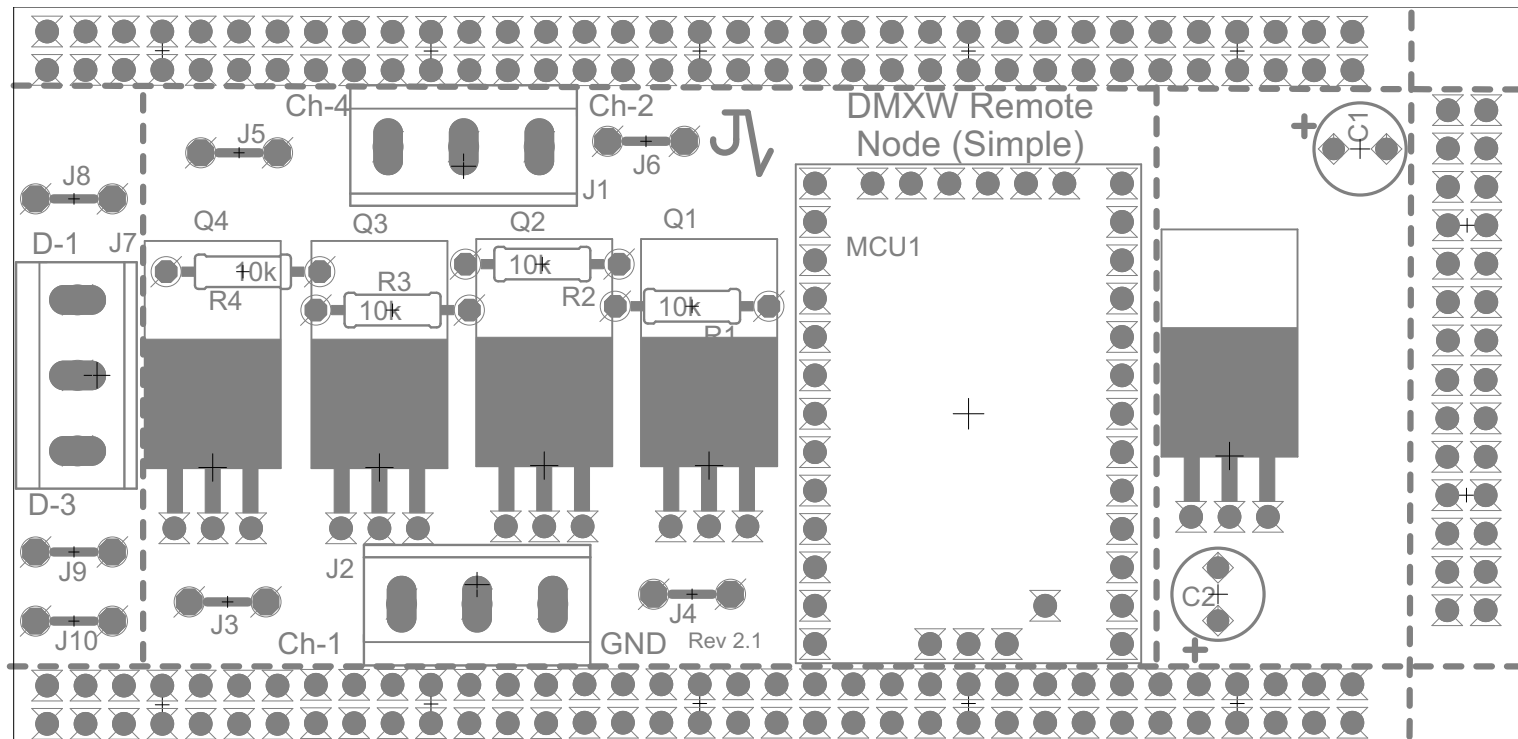 Ch-4
Ch-2
DMXW Remote
Node (Simple)
C1
J5
J6
J8
J1
D-1
J7
Q4
Q3
Q2
Q1
MCU1
10k
10k
R4
R3
R2
10k
10k
R1
D-3
J9
J2
J10
J3
J4
C2
Ch-1
GND
Rev 2.1